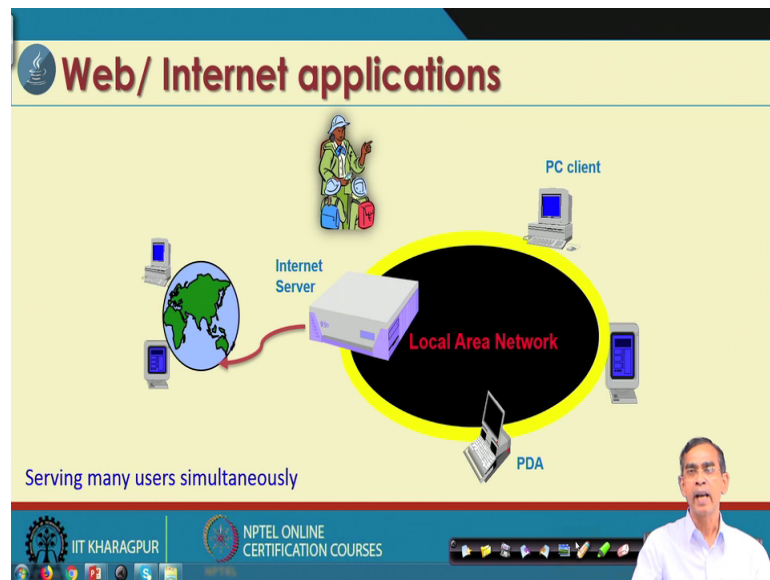 Web/ Internet applications
PC client
Internet
Server
Local Area Network
PDA
Serving many users simultaneously
IIT KHARAGPUR
NPTEL ONLINE
CERTIFICATION COURSES